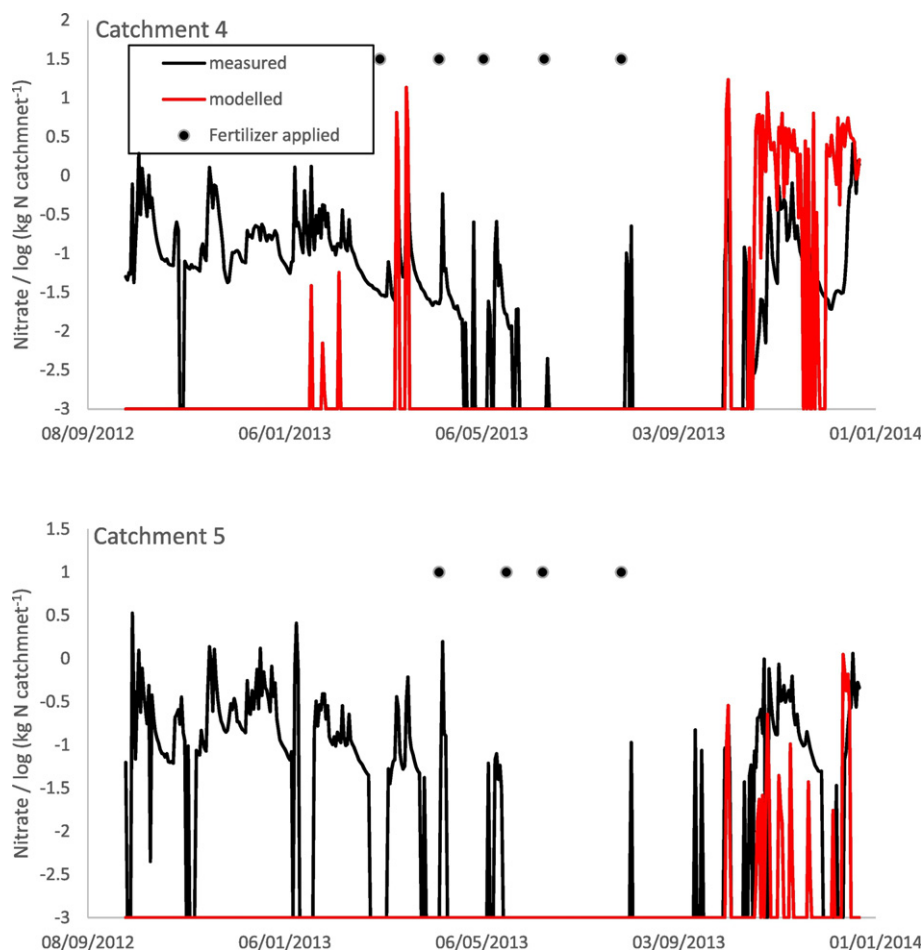 Catchment 4
measured
modelled
Fertilizer applied
Nitrate / log (kg N catchmnet-1)
2
1.5
1
0.5
0
-0.5
-1
-1.5
-2
-2.5
-3
08/09/2012 06/01/2013 06/05/2013 03/09/2013 01/01/2014
Catchment 5
Nitrate / log (kg N catchmnet-1)
1.5
1
0.5
0
-0.5
-1
-1.5
-2
-2.5
-3
08/09/2012 06/01/2013 06/05/2013 03/09/2013 01/01/2014